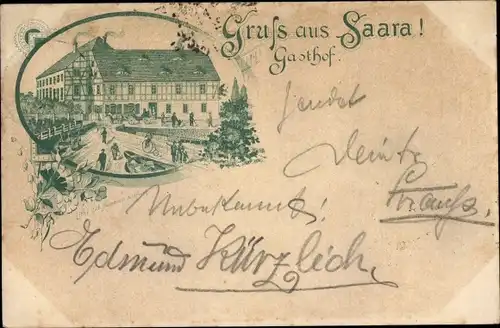 Gruß aus Saara!
Gasthof.
sendet
Unbekannt!
Edmund Kürzlich,